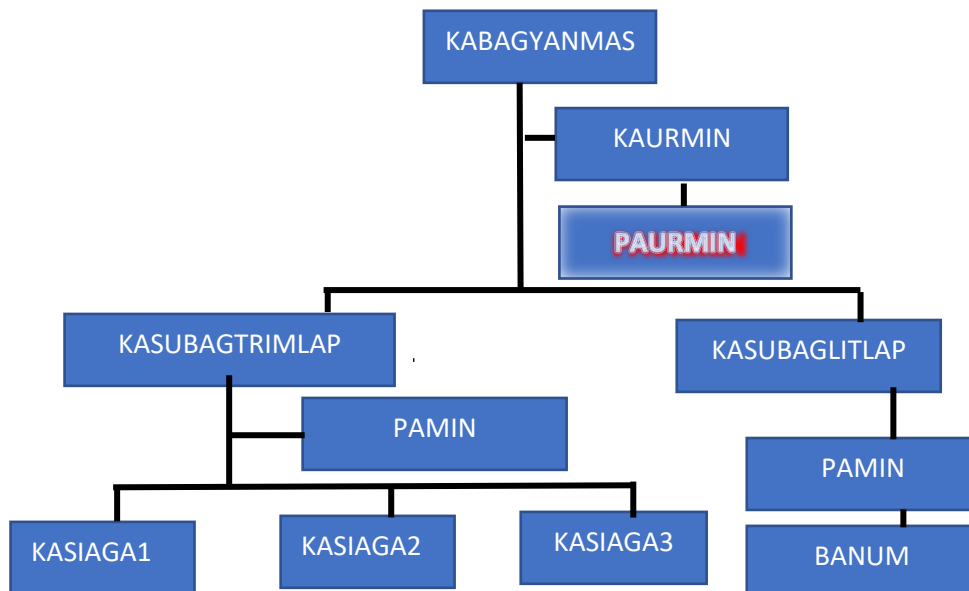 KABAGYANMAS
KAURMIN
PAURMIN
KASUBAGTRIMLAP
KASUBAGLITLAP
PAMIN
PAMIN
KASIAGA1
KASIAGA2
KASIAGA3
BANUM